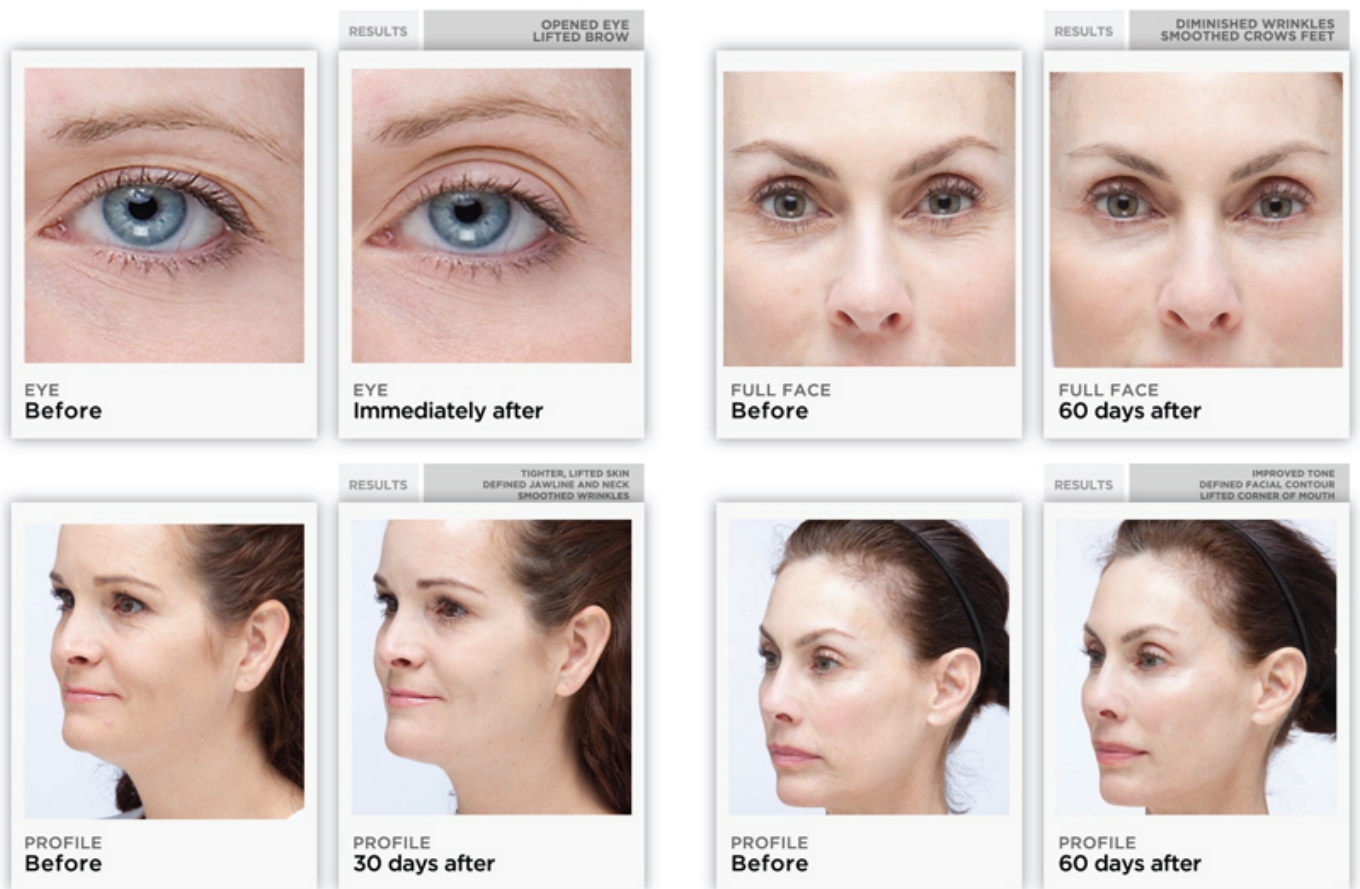 RESULTS
OPENED EYE
LIFTED BROW
EYE
Before
EYE
Immediately after
RESULTS
DIMINISHED WRINKLES
SMOOTHED CROWS FEET
FULL FACE
Before
FULL FACE
60 days after
RESULTS
TIGHTER, LIFTED SKIN
DEFINED JAWLINE AND NECK
SMOOTHED WRINKLES
PROFILE
Before
PROFILE
30 days after
RESULTS
IMPROVED TONE
DEFINED FACIAL CONTOUR
LIFTED CORNER OF MOUTH
PROFILE
Before
PROFILE
60 days after